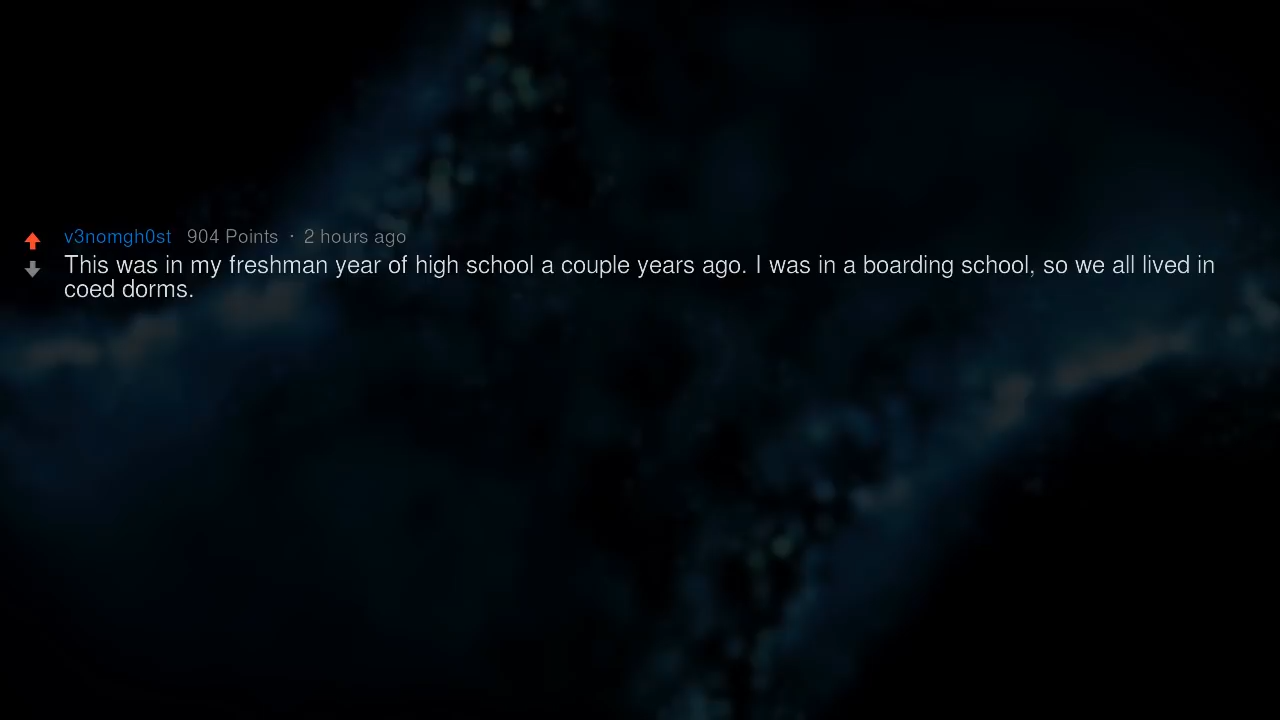 v3nomgh0st 904 Points · 2 hours ago
This was in my freshman year of high school a couple years ago. I was in a boarding school, so we all lived in
coed dorms.